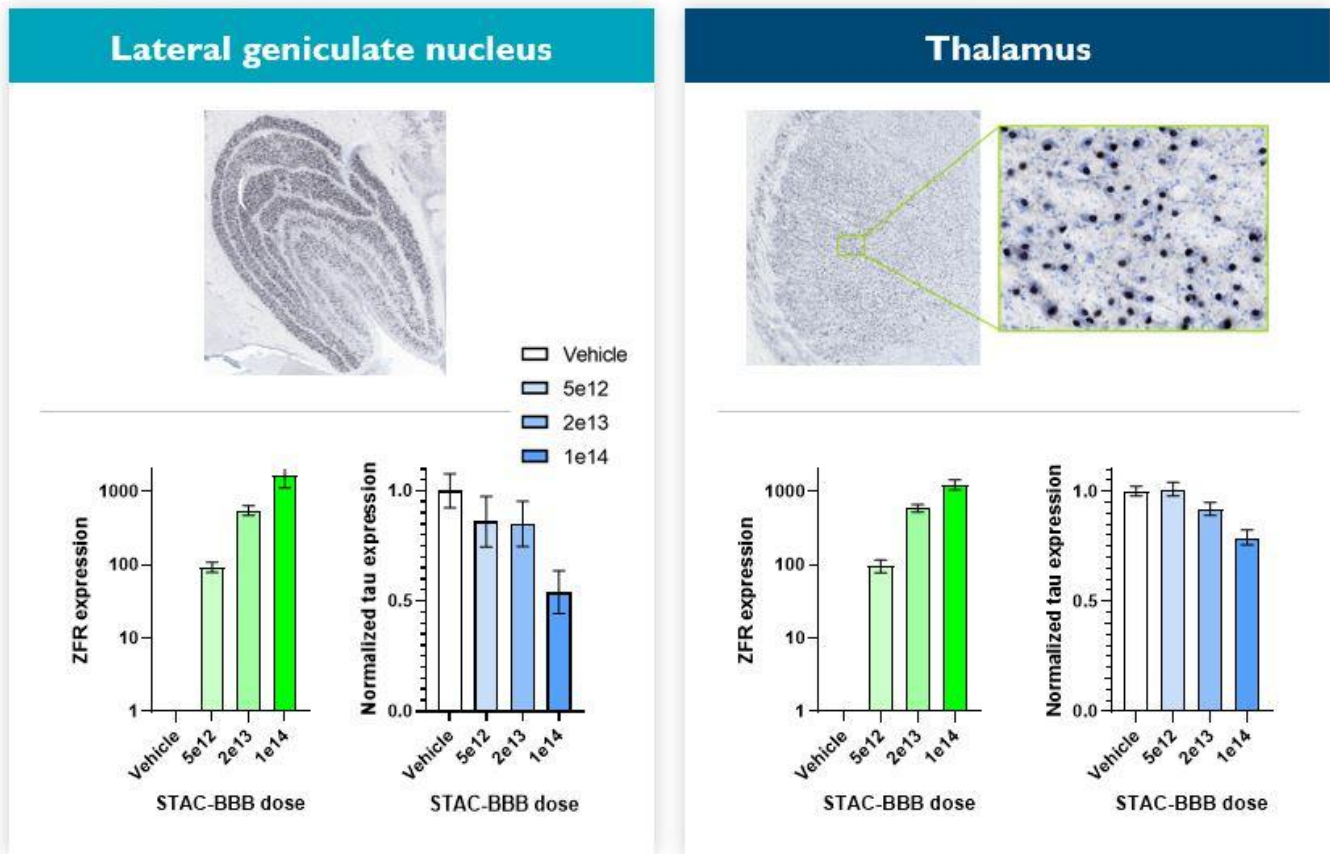 Lateral geniculate nucleus
Vehicle
5e12
2e13
1e14
ZFR expression
1000
100
10
1
Vehicle
5e12
2e13
1e14
STAC-BBB dose
Normalized tau expression
1.0
0.5
0.0
Vehicle
5e12
2e13
1e14
STAC-BBB dose
Thalamus
ZFR expression
1000
100
10
1
Vehicle
5e12
2e13
1e14
STAC-BBB dose
Normalized tau expression
1.0
0.5
0.0
Vehicle
5e12
2e13
1e14
STAC-BBB dose